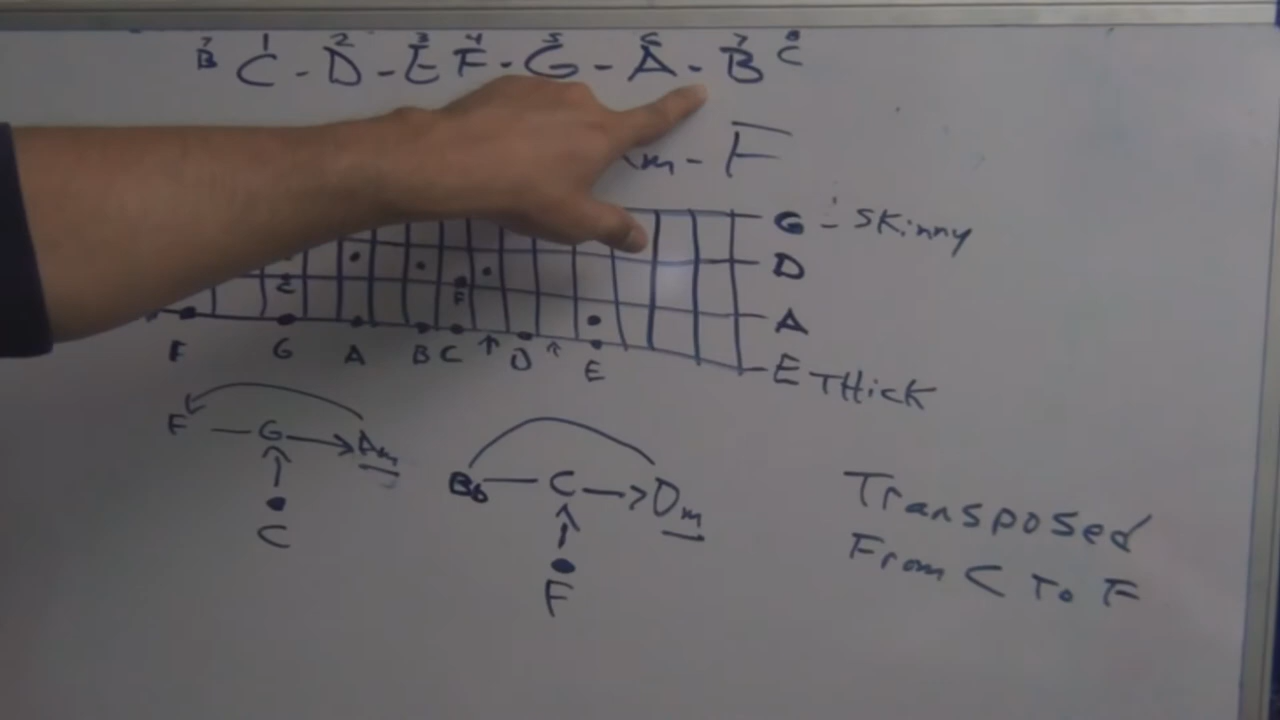 7 1 2 3 4 5 6 7 8
B C - D - E F - G - A - B C
m - F
G - Skinny
D
C
F
A
F G A B C ↑ D ↑ E
E THick
F — G → Am
C
Bb — C → Dm
F
Transposed
From C To F